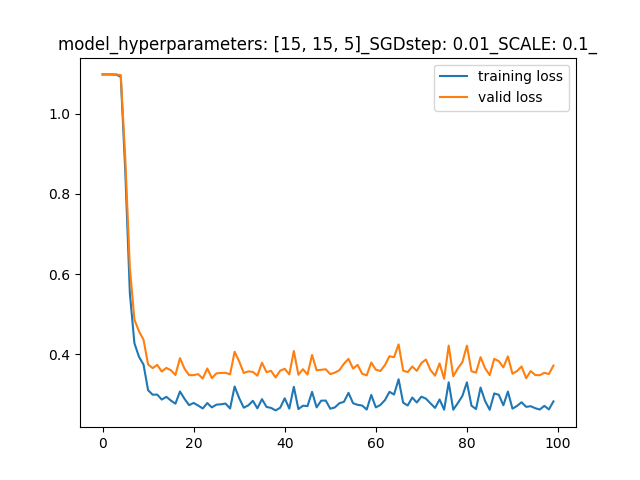 model_hyperparameters: [15, 15, 5]_SGDstep: 0.01_SCALE: 0.1_
training loss
valid loss
1.0
0.8
0.6
0.4
0 20 40 60 80 100